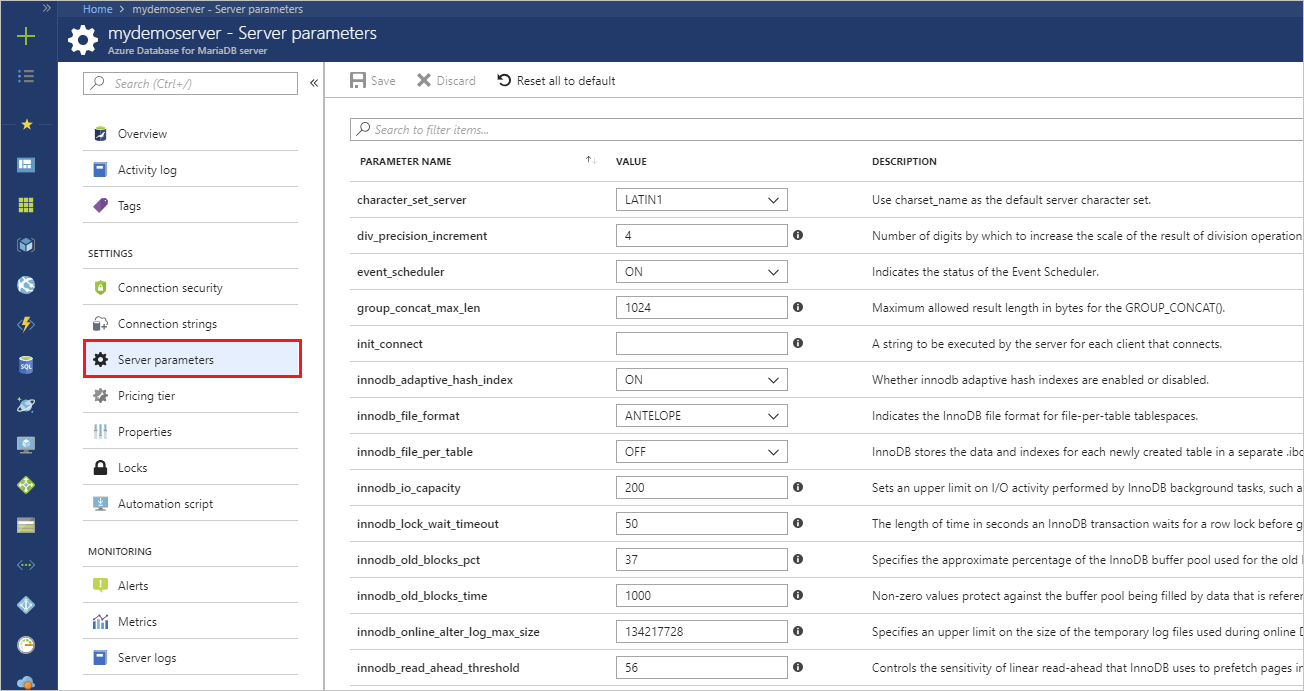 Home > mydemoserver - Server parameters
mydemoserver - Server parameters
Azure Database for MariaDB server
Search (Ctrl+/)
Overview
Activity log
Tags
SETTINGS
Connection security
Connection strings
Server parameters
Pricing tier
Properties
Locks
Automation script
MONITORING
Alerts
Metrics
Server logs
Save Discard Reset all to default
Search to filter items...
PARAMETER NAME VALUE DESCRIPTION
character_set_server LATIN1 Use charset_name as the default server character set.
div_precision_increment 4 Number of digits by which to increase the scale of the result of division operation
event_scheduler ON Indicates the status of the Event Scheduler.
group_concat_max_len 1024 Maximum allowed result length in bytes for the GROUP_CONCAT().
init_connect A string to be executed by the server for each client that connects.
innodb_adaptive_hash_index ON Whether innodb adaptive hash indexes are enabled or disabled.
innodb_file_format ANTELOPE Indicates the InnoDB file format for file-per-table tablespaces.
innodb_file_per_table OFF InnoDB stores the data and indexes for each newly created table in a separate .ibd
innodb_io_capacity 200 Sets an upper limit on I/O activity performed by InnoDB background tasks, such a
innodb_lock_wait_timeout 50 The length of time in seconds an InnoDB transaction waits for a row lock before g
innodb_old_blocks_pct 37 Specifies the approximate percentage of the InnoDB buffer pool used for the old
innodb_old_blocks_time 1000 Non-zero values protect against the buffer pool being filled by data that is refere
innodb_online_alter_log_max_size 134217728 Specifies an upper limit on the size of the temporary log files used during online D
innodb_read_ahead_threshold 56 Controls the sensitivity of linear read-ahead that InnoDB uses to prefetch pages in